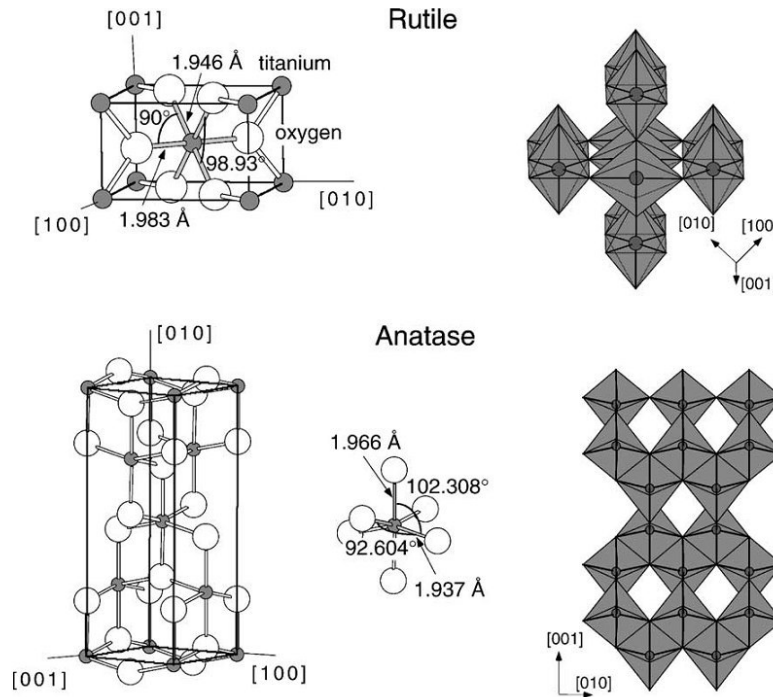 Rutile
[001]
1.946 Å
titanium
90°
oxygen
98.93°
[010]
[100]
1.983 Å
[010]
[100
[001]
Anatase
[010]
1.966 Å
102.308°
92.604°
1.937 Å
[001]
[100]
[001]
[010]